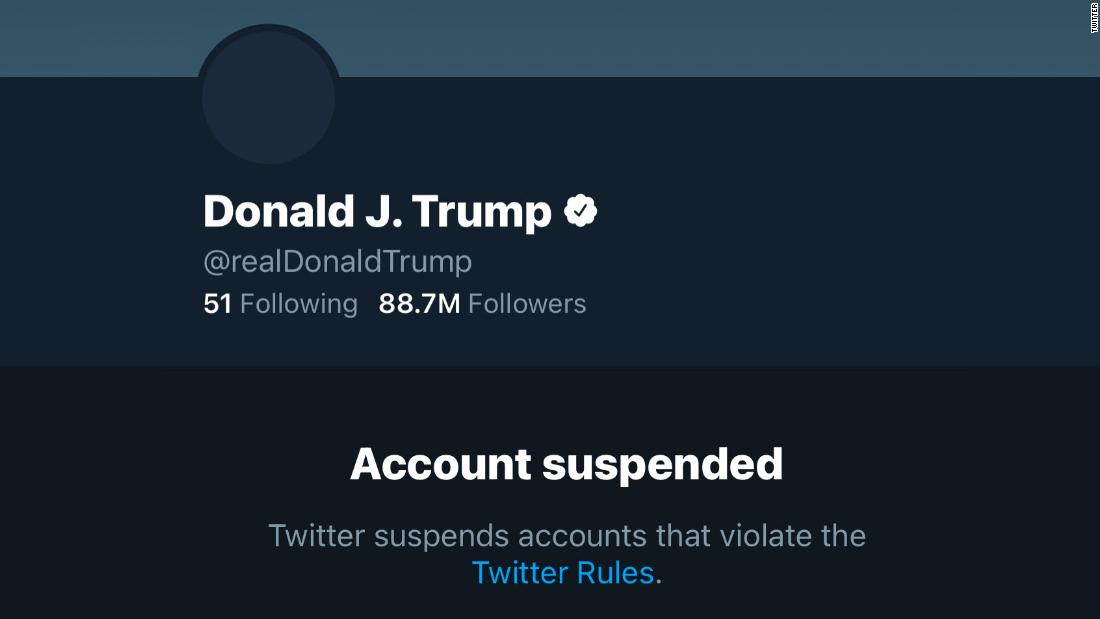 TWITTER
Donald J. Trump
@realDonaldTrump
51 Following 88.7M Followers
Account suspended
Twitter suspends accounts that violate the
Twitter Rules.